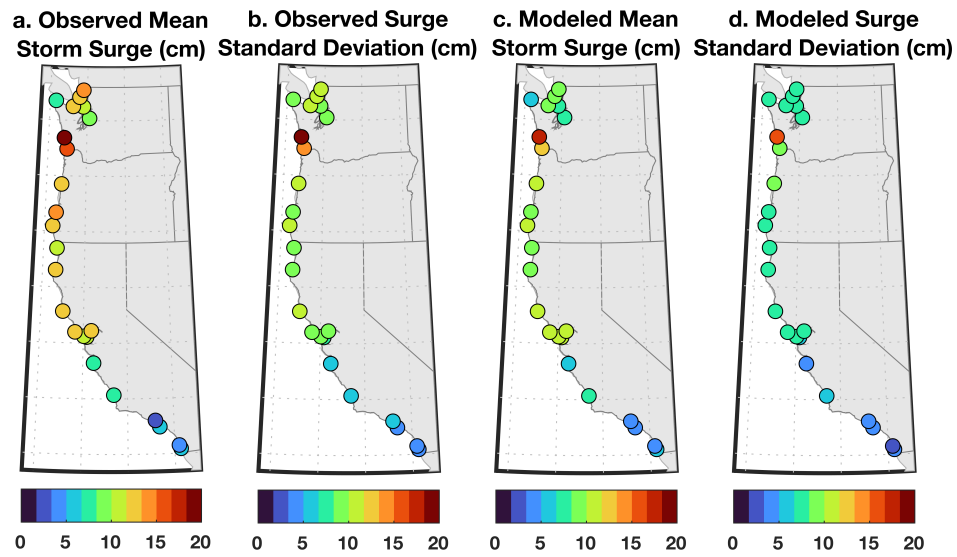 a. Observed Mean
Storm Surge (cm)
b. Observed Surge
Standard Deviation (cm)
c. Modeled Mean
Storm Surge (cm)
d. Modeled Surge
Standard Deviation (cm)
0 5 10 15 20
0 5 10 15 20
0 5 10 15 20
0 5 10 15 20